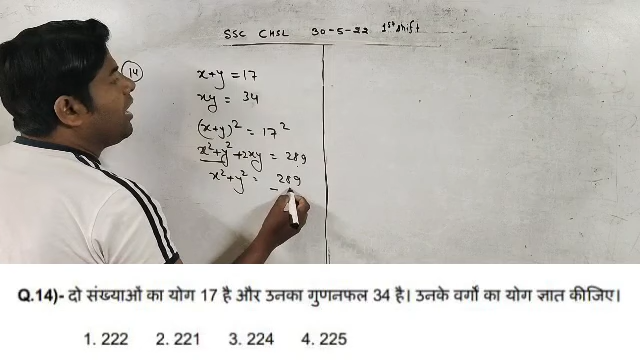 SSC CHSL 30-5-22 1st shift
14
x+y = 17
xy = 34
(x+y)² = 17²
x²+y²+2xy = 289
x²+y² = 289
-
Q.14)- दो संख्याओं का योग 17 है और उनका गुणनफल 34 है। उनके वर्गों का योग ज्ञात कीजिए।
1. 222 2. 221 3. 224 4. 225